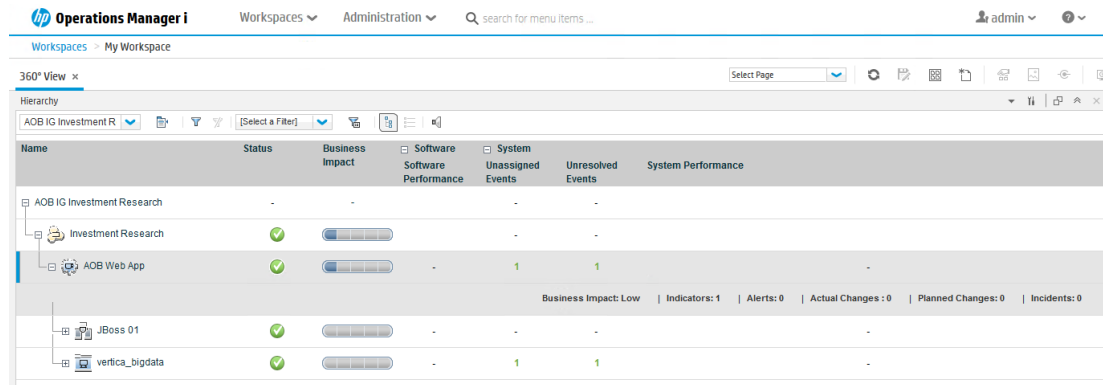 hp Operations Manager i Workspaces Administration search for menu items ... admin ?
Workspaces > My Workspace
360° View × Select Page
Hierarchy
AOB IG Investment R [Select a Filter]
Name Status Business Impact Software System
Software Performance Unassigned Events Unresolved Events System Performance
AOB IG Investment Research - - - -
Investment Research - -
AOB Web App - 1 1 -
Business Impact: Low | Indicators: 1 | Alerts: 0 | Actual Changes : 0 | Planned Changes: 0 | Incidents: 0
JBoss 01 - - - -
vertica_bigdata - 1 1 -